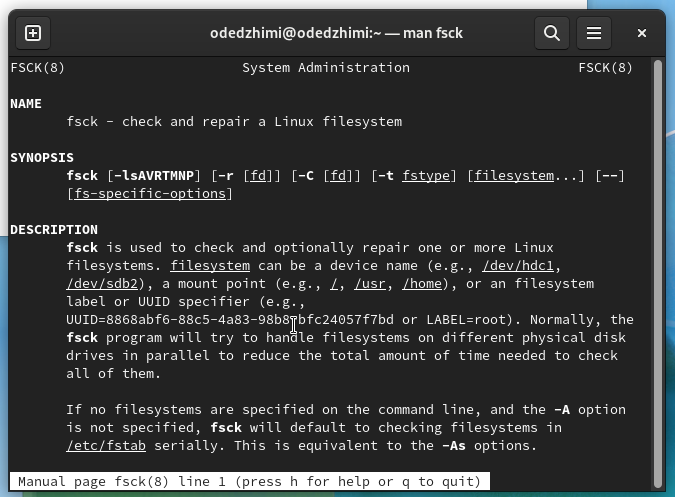 odedzhimi@odedzhimi:~ — man fsck
FSCK(8) System Administration FSCK(8)
NAME
fsck - check and repair a Linux filesystem
SYNOPSIS
fsck [-lsAVRTMNP] [-r [fd]] [-C [fd]] [-t fstype] [filesystem...] [--]
[fs-specific-options]
DESCRIPTION
fsck is used to check and optionally repair one or more Linux
filesystems. filesystem can be a device name (e.g., /dev/hdc1,
/dev/sdb2), a mount point (e.g., /, /usr, /home), or an filesystem
label or UUID specifier (e.g.,
or LABEL=root). Normally, the
fsck program will try to handle filesystems on different physical disk
drives in parallel to reduce the total amount of time needed to check
all of them.
If no filesystems are specified on the command line, and the -A option
is not specified, fsck will default to checking filesystems in
/etc/fstab serially. This is equivalent to the -As options.
Manual page fsck(8) line 1 (press h for help or q to quit)